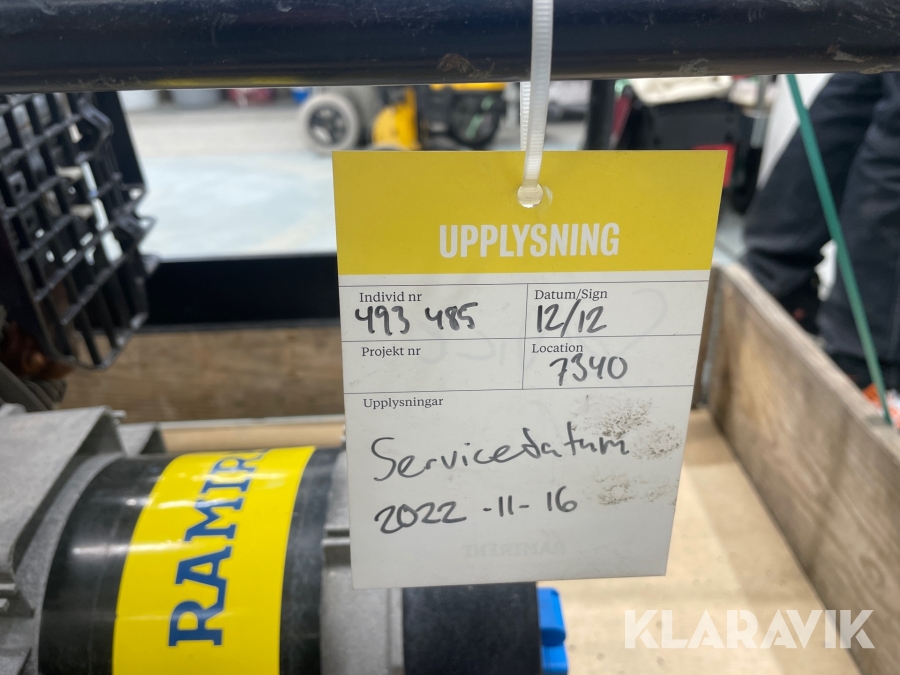 UPPLYSNING
Individ nr
493 485
Datum/Sign
12/12
Projekt nr
Location
7340
Upplysningar
Servicedatum
2022-11-16
RAMIR
KLARAVIK